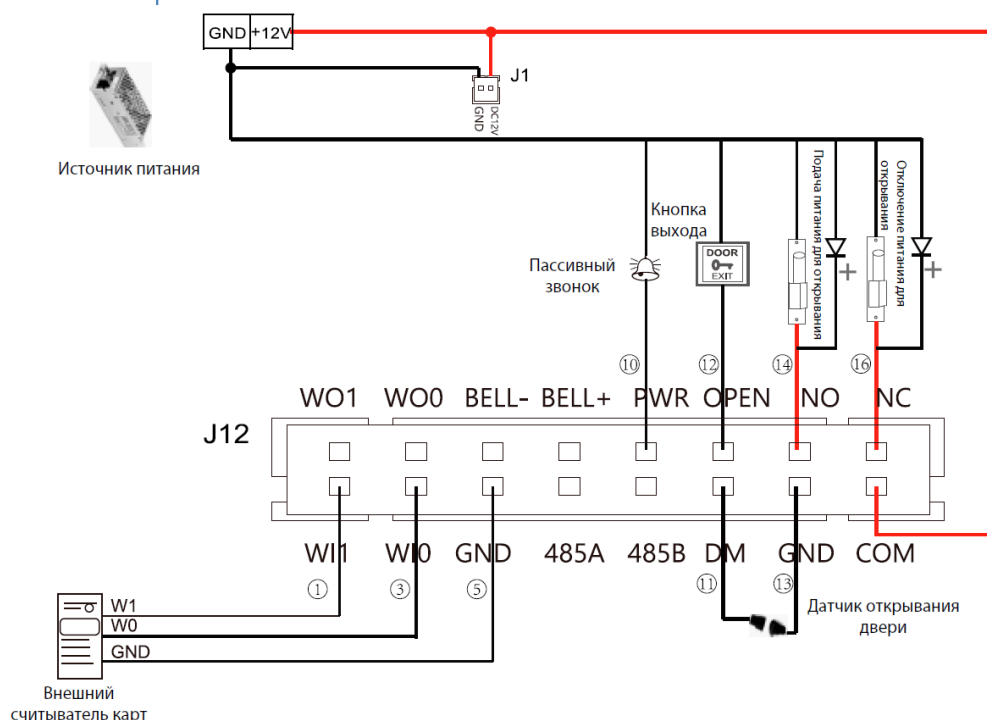 GND +12V
J1
GND
DC12V
Источник питания
Кнопка
выхода
DOOR
EXIT
Пассивный
звонок
Подача питания для открывания
+
Отключение питания для
открывания
+
10 12 14 16
WO1 WO0 BELL- BELL+ PWR OPEN NO NC
J12
WI1 WI0 GND 485A 485B DM GND COM
1 3 5 11 13
W1
W0
GND
Датчик открывания
двери
Внешний
считыватель карт